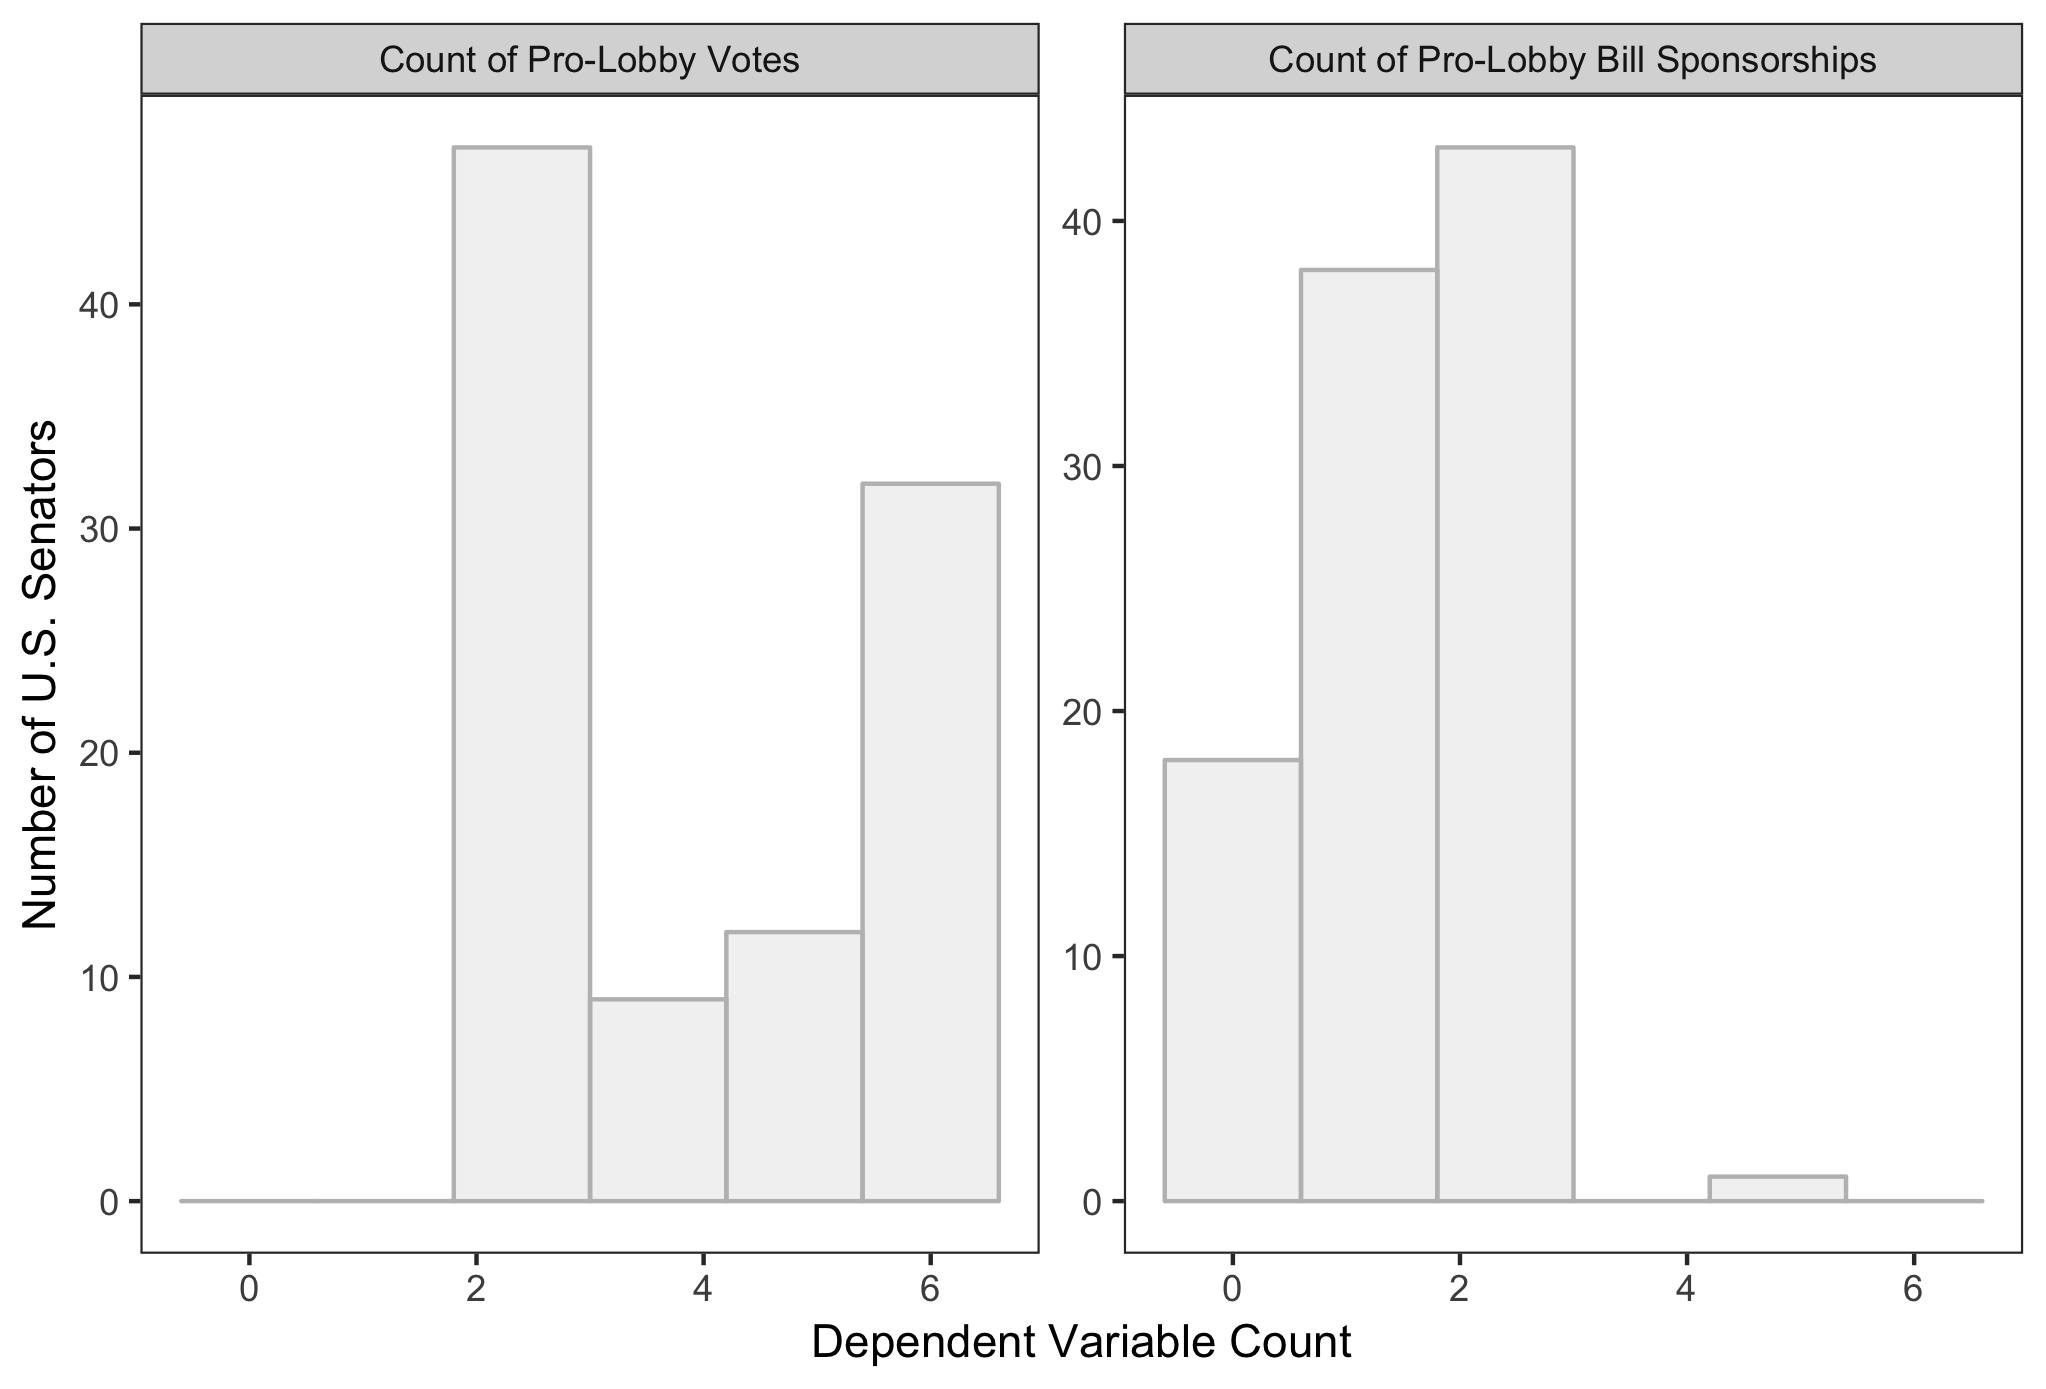 Count of Pro-Lobby Votes
Count of Pro-Lobby Bill Sponsorships
Number of U.S. Senators
40
30
20
10
0
40
30
20
10
0
0 2 4 6
0 2 4 6
Dependent Variable Count